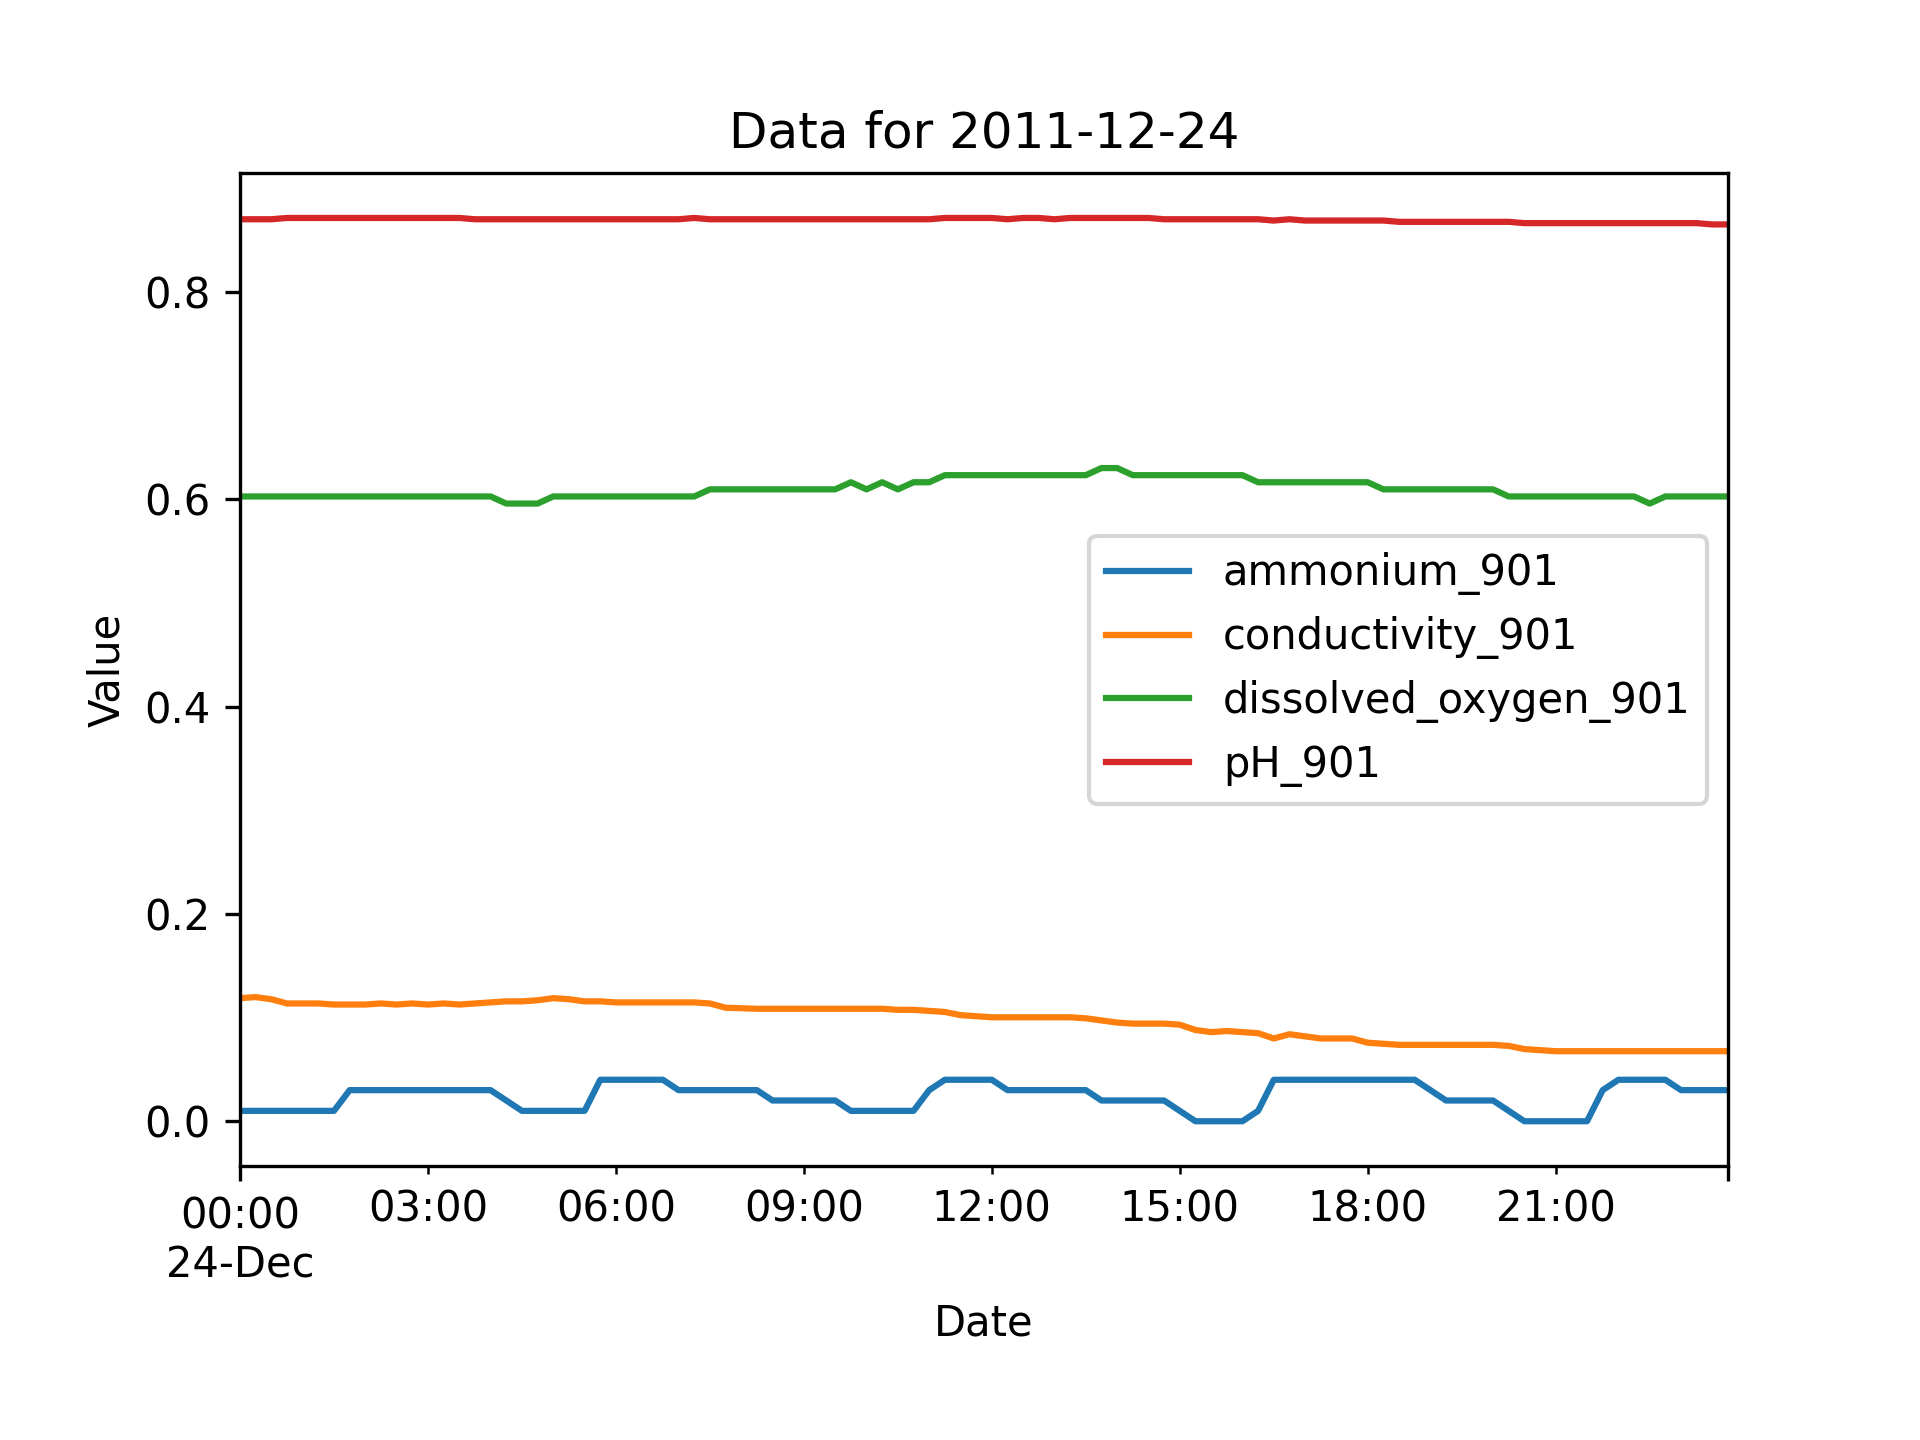 Data for 2011-12-24
Value
0.8
0.6
0.4
0.2
0.0
ammonium_901
conductivity_901
dissolved_oxygen_901
pH_901
00:00 03:00 06:00 09:00 12:00 15:00 18:00 21:00
24-Dec
Date